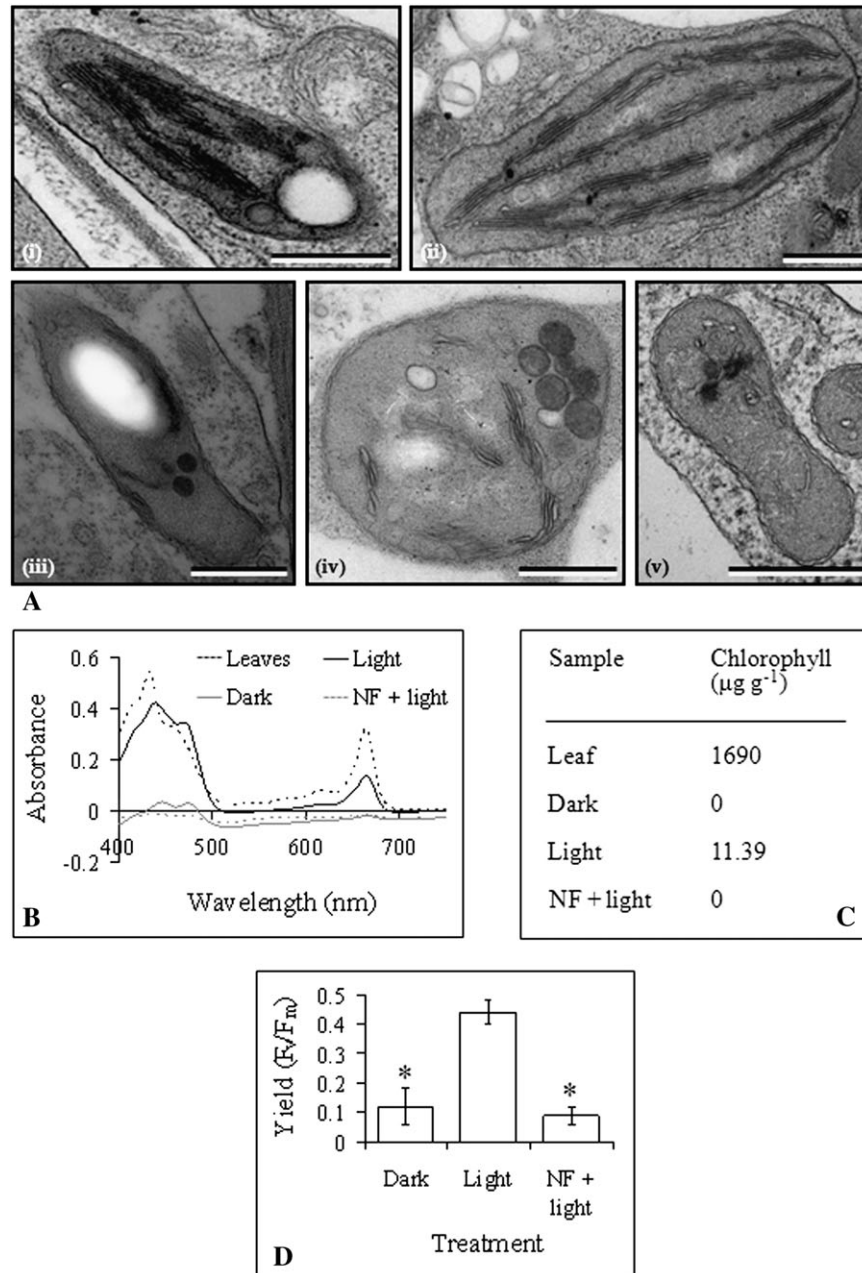 (i)
(ii)
(iii)
(iv)
(v)
A
Leaves
Light
Dark
NF + light
0.6
0.4
0.2
0
-0.2
400
500
600
700
Absorbance
Wavelength (nm)
B
Sample Chlorophyll
(µg g⁻¹)
Leaf 1690
Dark 0
Light 11.39
NF + light 0
C
0.5
0.4
0.3
0.2
0.1
0
Yield (Fv/Fm)
*
*
Dark Light NF +
light
Treatment
D